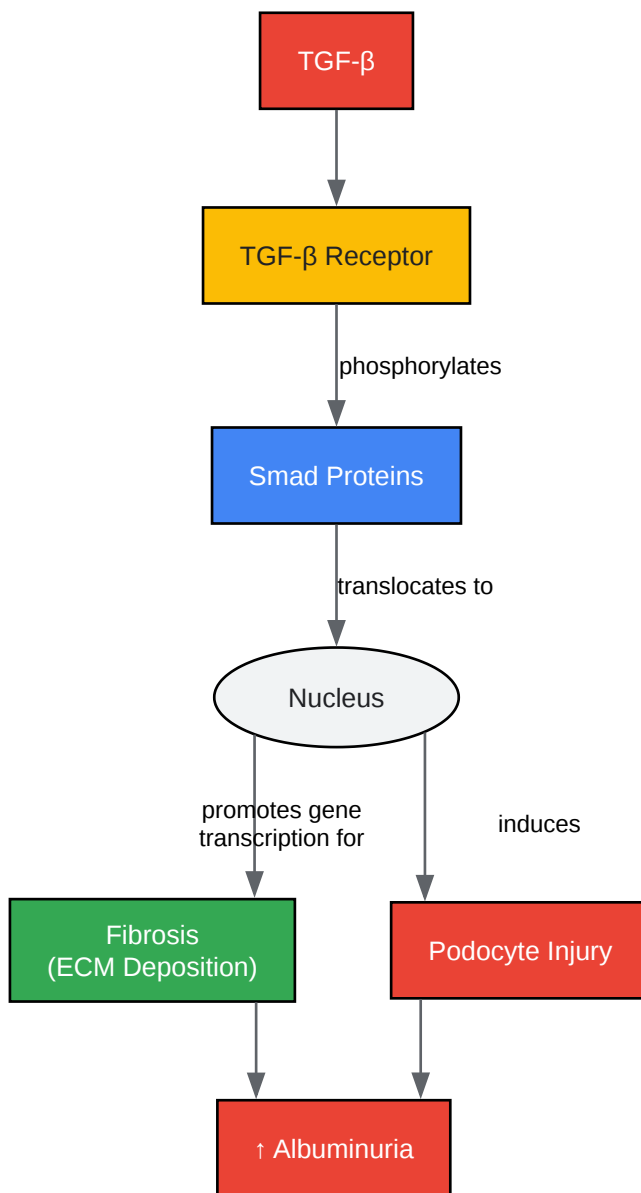 TGF-β
TGF-β Receptor
phosphorylates
Smad Proteins
translocates to
Nucleus
promotes gene
transcription for
induces
Fibrosis
(ECM Deposition)
Podocyte Injury
↑ Albuminuria